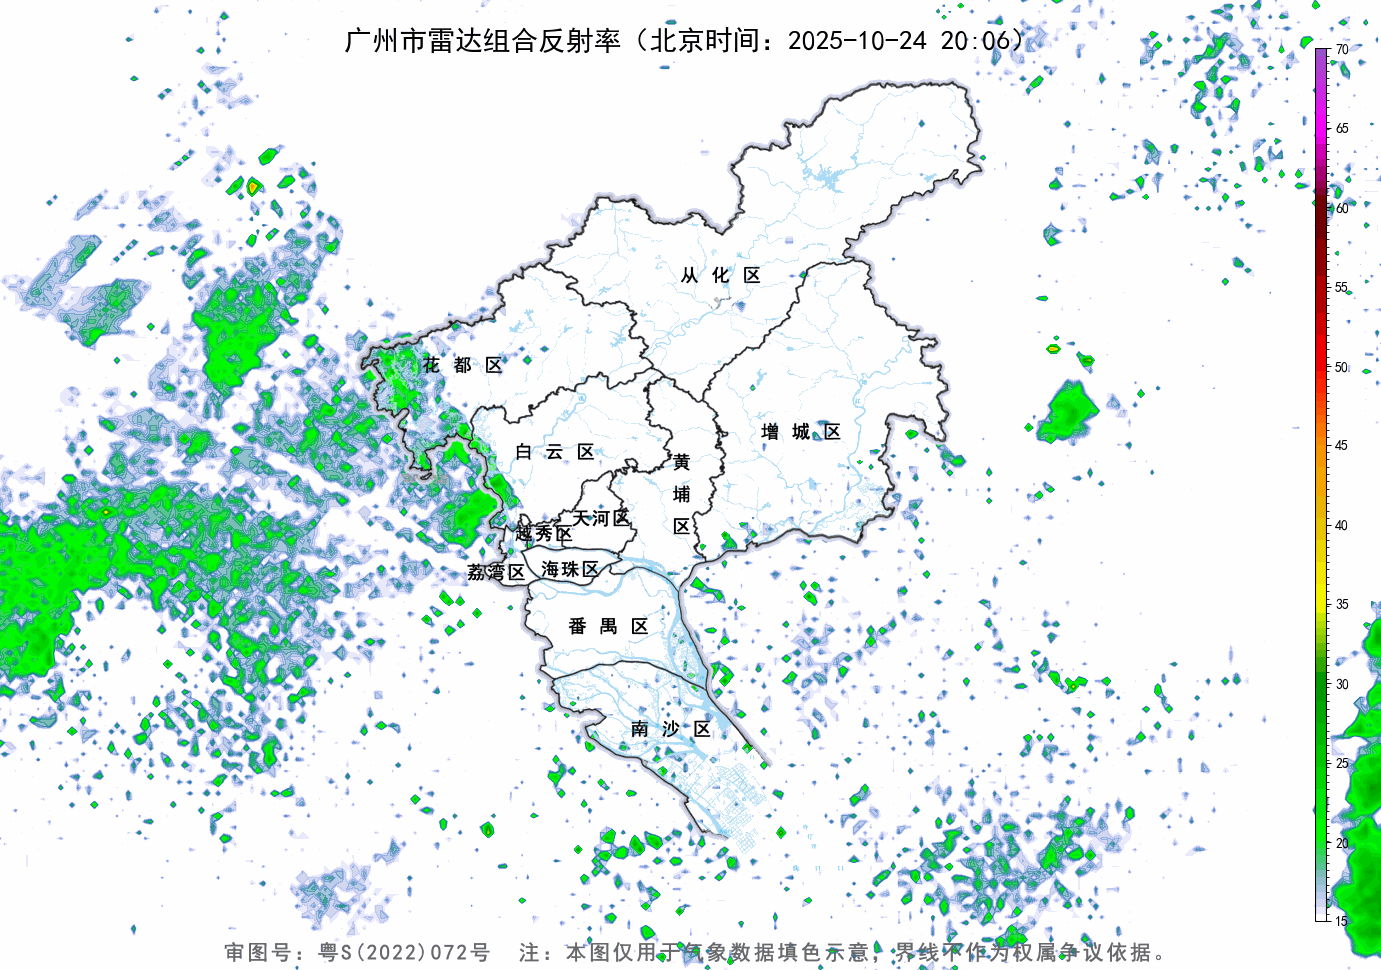 广州市雷达组合反射率（北京时间：2025-10-24 20:06）
70
65
60
55
50
45
40
35
30
25
20
15
从化区
花都区
增城区
白云区
黄埔区
天河区
越秀区
荔湾区
海珠区
番禺区
南沙区
审图号：粤S(2022)072号 注：本图仅用于气象数据填色示意，界线不作为权属争议依据。